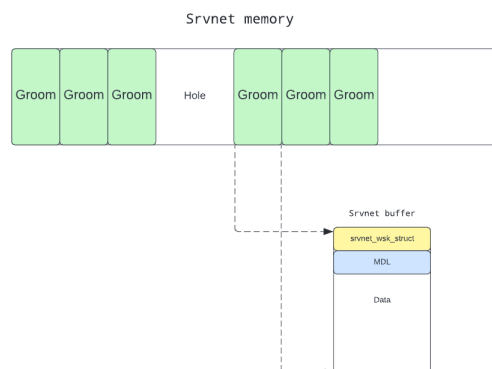 Srvnet memory
Groom Groom Groom Hole Groom Groom Groom
Srvnet buffer
srvnet_wsk_struct
MDL
Data